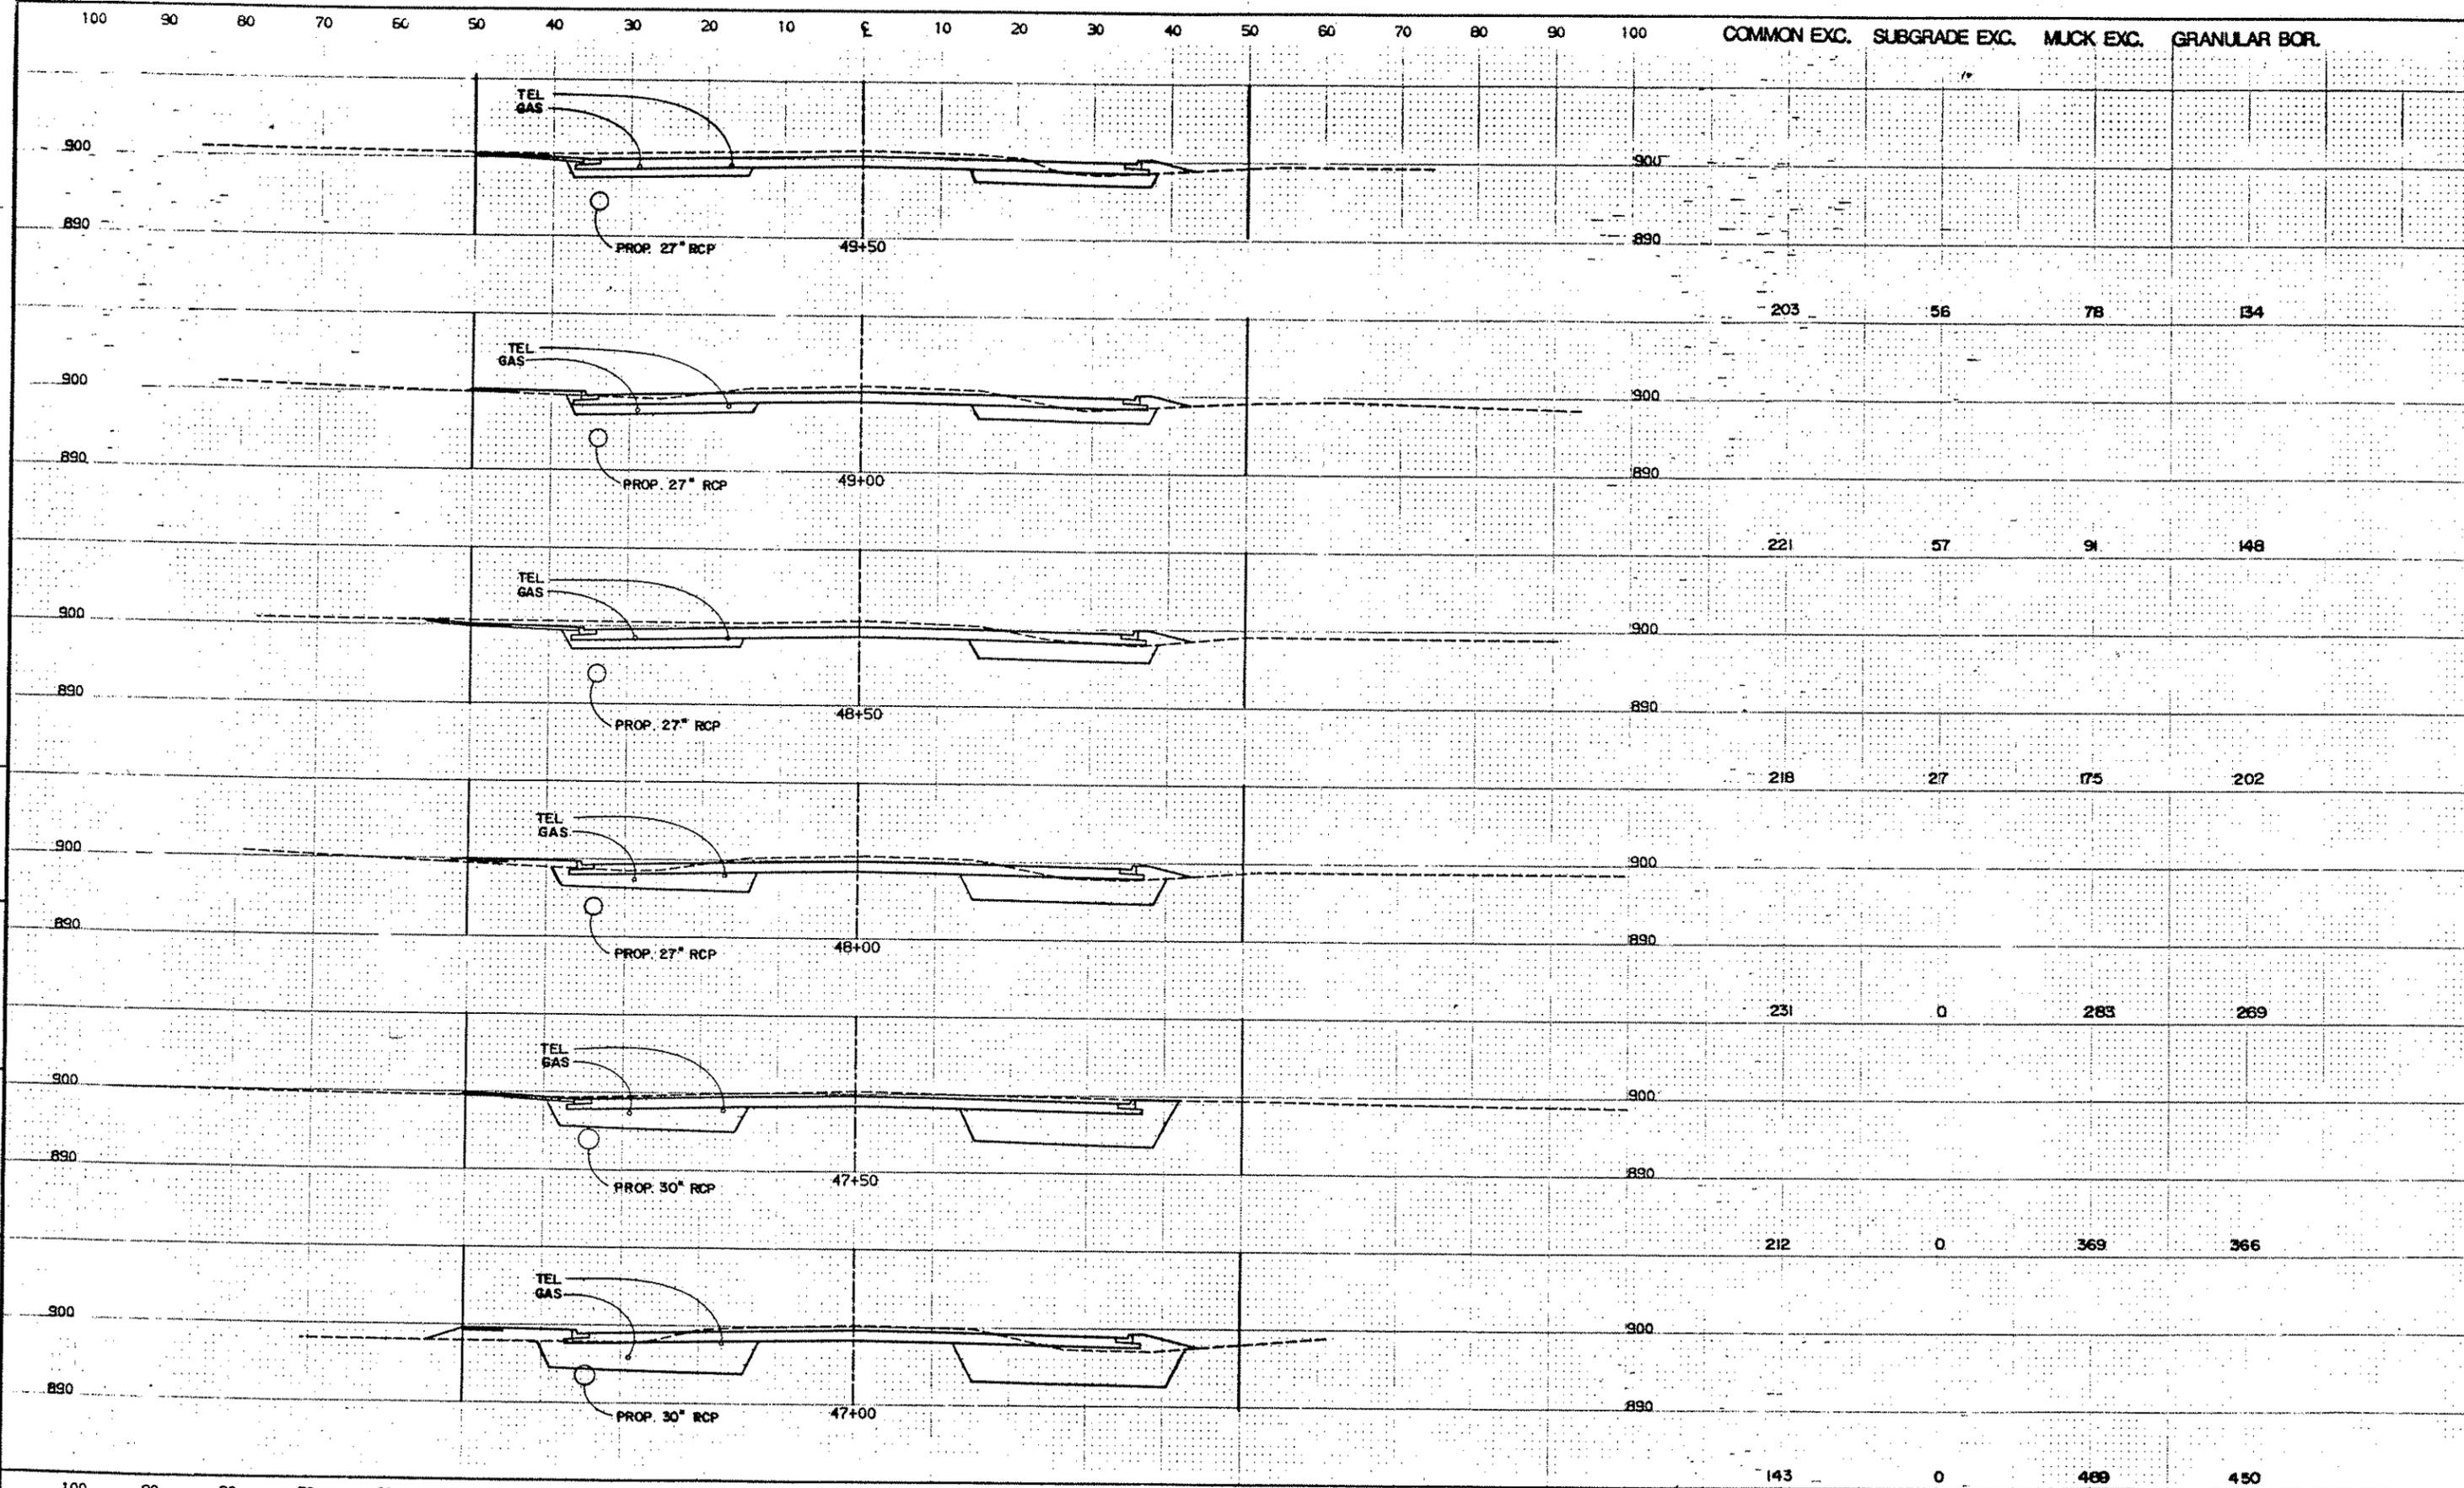 100 90 80 70 60 50 40 30 20 10 ℄ 10 20 30 40 50 60 70 80 90 100 COMMON EXC. SUBGRADE EXC. MUCK EXC. GRANULAR BOR.
TEL
GAS
900 900
890 890
PROP. 27" RCP 49+50
203 56 78 134
TEL
GAS
900 900
890 890
PROP. 27" RCP 49+00
221 57 91 148
TEL
GAS
900 900
890 890
PROP. 27" RCP 48+50
218 27 175 202
TEL
GAS
900 900
890 890
PROP. 27" RCP 48+00
231 0 283 269
TEL
GAS
900 900
890 890
PROP. 30" RCP 47+50
212 0 369 366
TEL
GAS
900 900
890 890
PROP. 30" RCP 47+00
143 0 469 450
100